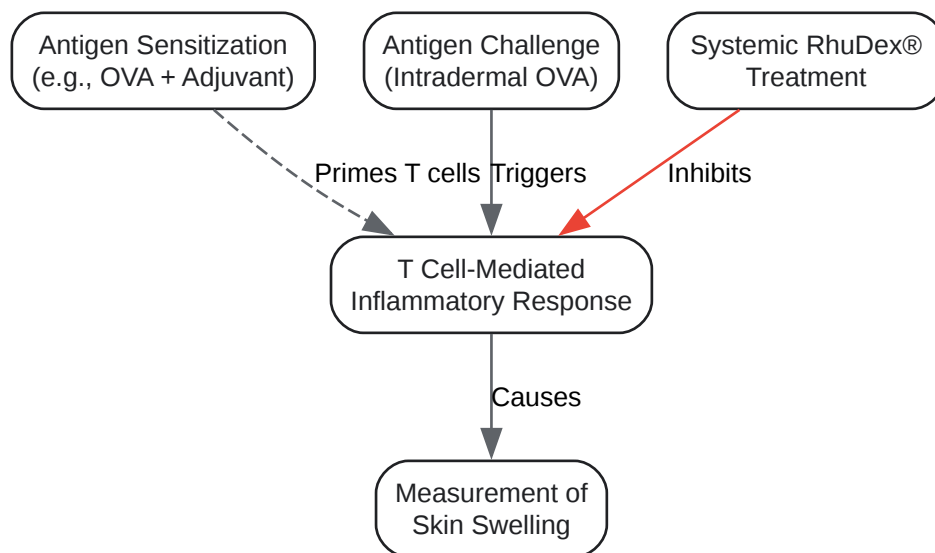 Antigen Sensitization
(e.g., OVA + Adjuvant)
Antigen Challenge
(Intradermal OVA)
Systemic RhuDex®
Treatment
Primes T cells
Triggers
Inhibits
T Cell-Mediated
Inflammatory Response
Causes
Measurement of
Skin Swelling